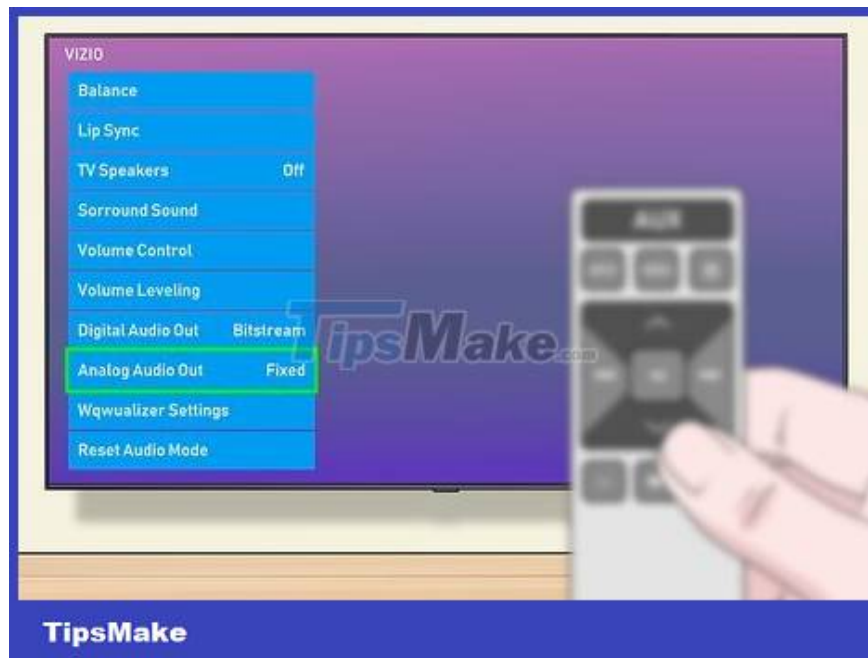 VIZIO
Balance
Lip Sync
TV Speakers Off
Sorround Sound
Volume Control
Volume Leveling
Digital Audio Out Bitstream
Analog Audio Out Fixed
Wqwualizer Settings
Reset Audio Mode
AUX
TipsMake.com
TipsMake